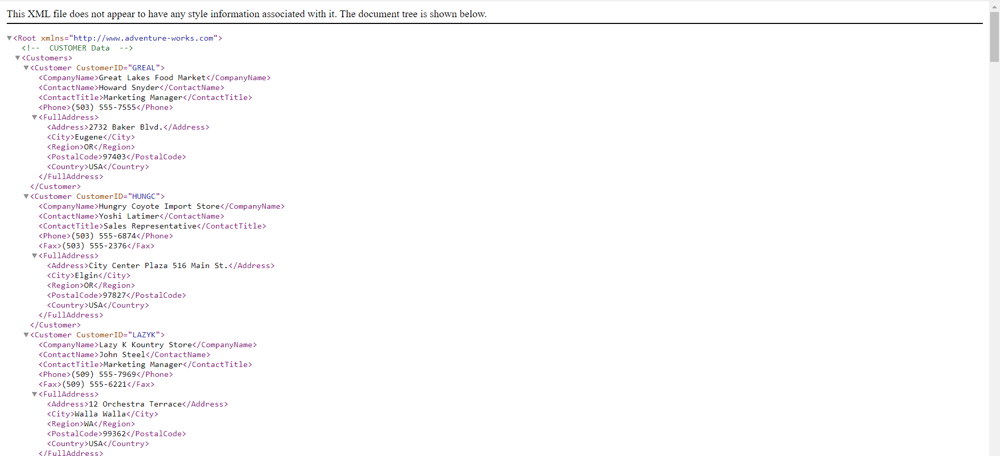 This XML file does not appear to have any style information associated with it. The document tree is shown below.
▼<Root xmlns="http://www.adventure-works.com">
<!--  CUSTOMER Data  -->
▼<Customers>
▼<Customer CustomerID="GREAL">
<CompanyName>Great Lakes Food Market</CompanyName>
<ContactName>Howard Snyder</ContactName>
<ContactTitle>Marketing Manager</ContactTitle>
<Phone>(503) 555-7555</Phone>
▼<FullAddress>
<Address>2732 Baker Blvd.</Address>
<City>Eugene</City>
<Region>OR</Region>
<PostalCode>97403</PostalCode>
<Country>USA</Country>
</FullAddress>
</Customer>
▼<Customer CustomerID="HUNGC">
<CompanyName>Hungry Coyote Import Store</CompanyName>
<ContactName>Yoshi Latimer</ContactName>
<ContactTitle>Sales Representative</ContactTitle>
<Phone>(503) 555-6874</Phone>
<Fax>(503) 555-2376</Fax>
▼<FullAddress>
<Address>City Center Plaza 516 Main St.</Address>
<City>Elgin</City>
<Region>OR</Region>
<PostalCode>97827</PostalCode>
<Country>USA</Country>
</FullAddress>
</Customer>
▼<Customer CustomerID="LAZYK">
<CompanyName>Lazy K Kountry Store</CompanyName>
<ContactName>John Steel</ContactName>
<ContactTitle>Marketing Manager</ContactTitle>
<Phone>(509) 555-7969</Phone>
<Fax>(509) 555-6221</Fax>
▼<FullAddress>
<Address>12 Orchestra Terrace</Address>
<City>Walla Walla</City>
<Region>WA</Region>
<PostalCode>99362</PostalCode>
<Country>USA</Country>
</FullAddress>